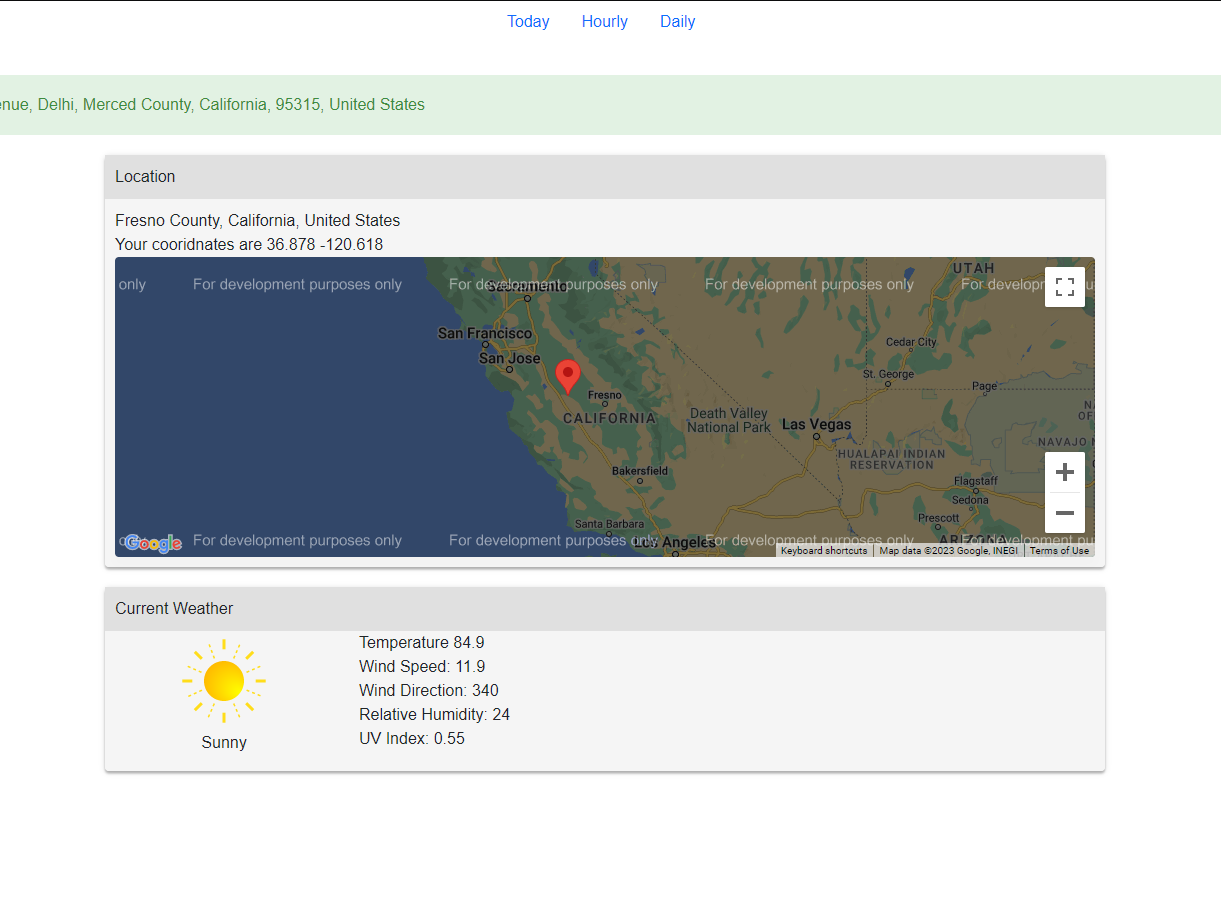 Today Hourly Daily
enue, Delhi, Merced County, California, 95315, United States
Location
Fresno County, California, United States
Your cooridnates are 36.878 -120.618
only For development purposes only For development purposes only For development purposes only For developm
UTAH
Sacramento
San Francisco
Cedar City
San Jose
St. George
Page
Fresno
CALIFORNIA
Death Valley
National Park
Las Vegas
NAVAJO N
HUALAPAI INDIAN
RESERVATION
Bakersfield
Flagstaff
Sedona
Prescott
Santa Barbara
Los Angeles
ARIZONA
Google For development purposes only For development purposes only For development purposes only For development pu
Keyboard shortcuts Map data ©2023 Google, INEGI Terms of Use
Current Weather
Temperature 84.9
Wind Speed: 11.9
Wind Direction: 340
Relative Humidity: 24
UV Index: 0.55
Sunny